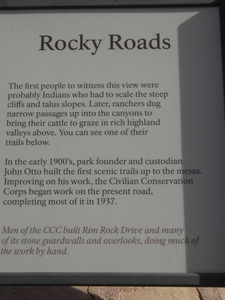 Rocky Roads
The first people to witness this view were
probably Indians who had to scale the steep
cliffs and talus slopes. Later, ranchers dug
narrow passages up into the canyons to
bring their cattle to graze in rich highland
valleys above. You can see one of their
trails below.
In the early 1900's, park founder and custodian
John Otto built the first scenic trails up to the mesas.
Improving on his work, the Civilian Conservation
Corps began work on the present road,
completing most of it in 1937.
Men of the CCC built Rim Rock Drive and many
of its stone guardwalls and overlooks, doing much of
the work by hand.